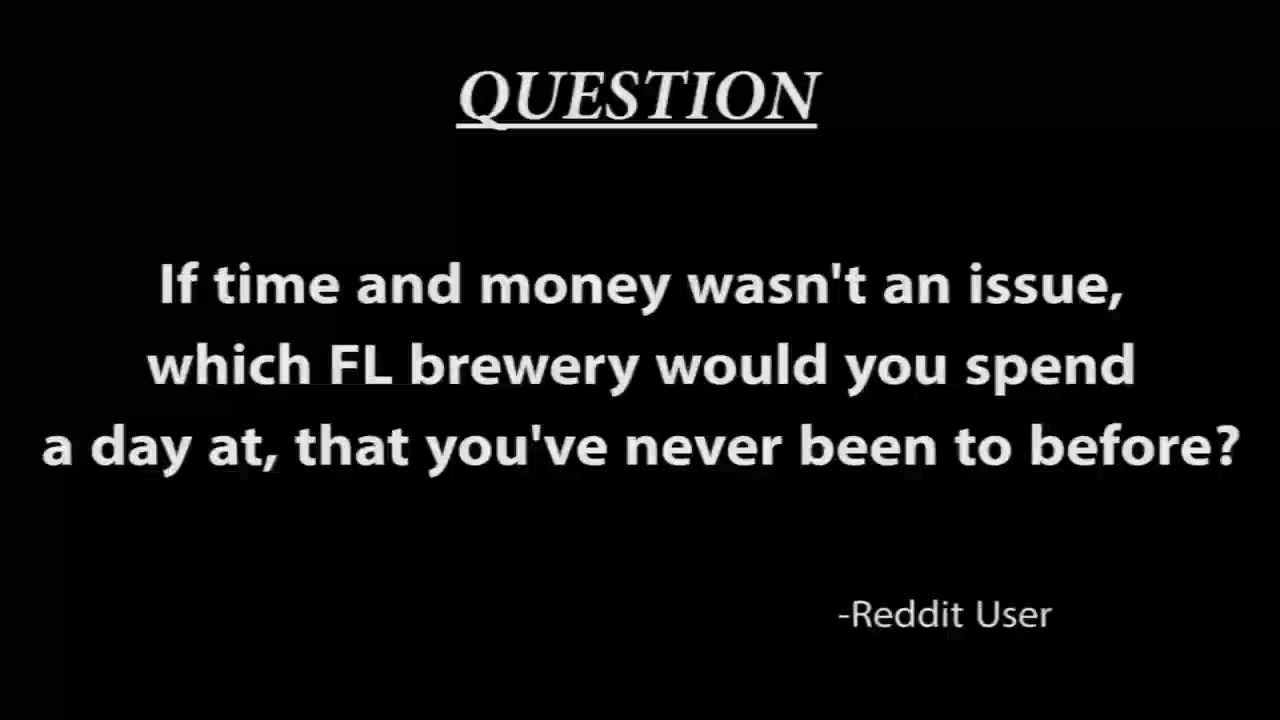 QUESTION
If time and money wasn't an issue,
which FL brewery would you spend
a day at, that you've never been to before?
-Reddit User